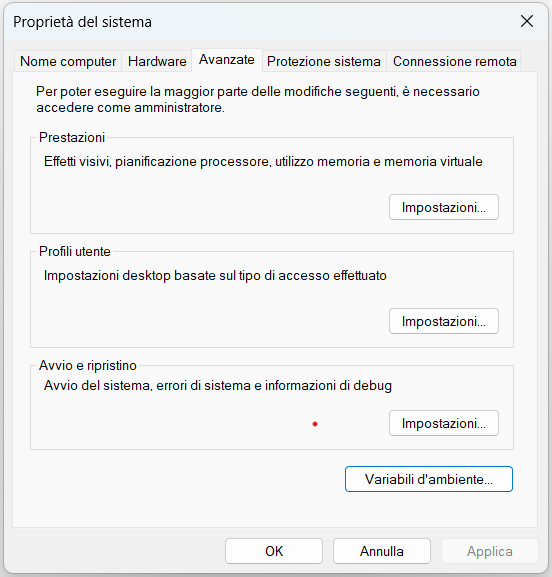 Proprietà del sistema
Nome computer
Hardware
Avanzate
Protezione sistema
Connessione remota
Per poter eseguire la maggior parte delle modifiche seguenti, è necessario
accedere come amministratore.
Prestazioni
Effetti visivi, pianificazione processore, utilizzo memoria e memoria virtuale
Impostazioni...
Profili utente
Impostazioni desktop basate sul tipo di accesso effettuato
Impostazioni...
Avvio e ripristino
Avvio del sistema, errori di sistema e informazioni di debug
Impostazioni...
Variabili d'ambiente...
OK
Annulla
Applica